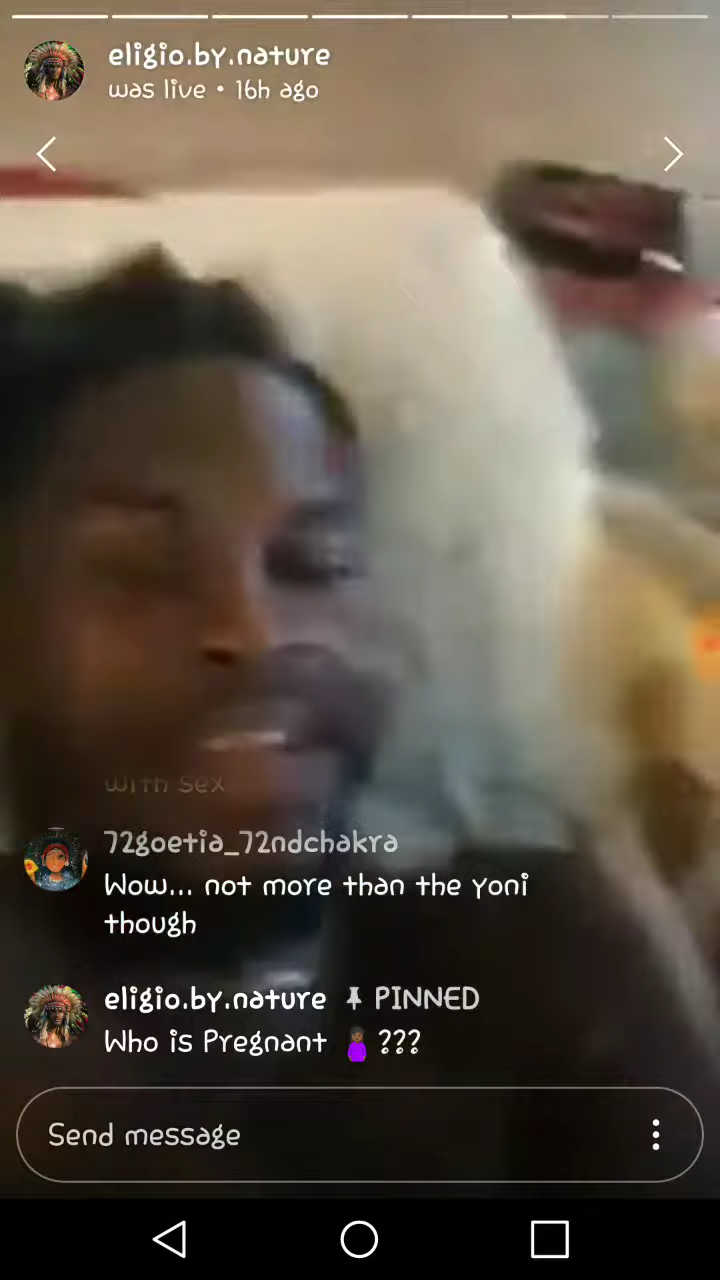 eligio.by.nature
was live • 16h ago
with sex
72goetia_72ndchakra
Wow... not more than the yoni
though
eligio.by.nature PINNED
Who is Pregnant 🤰🏾???
Send message